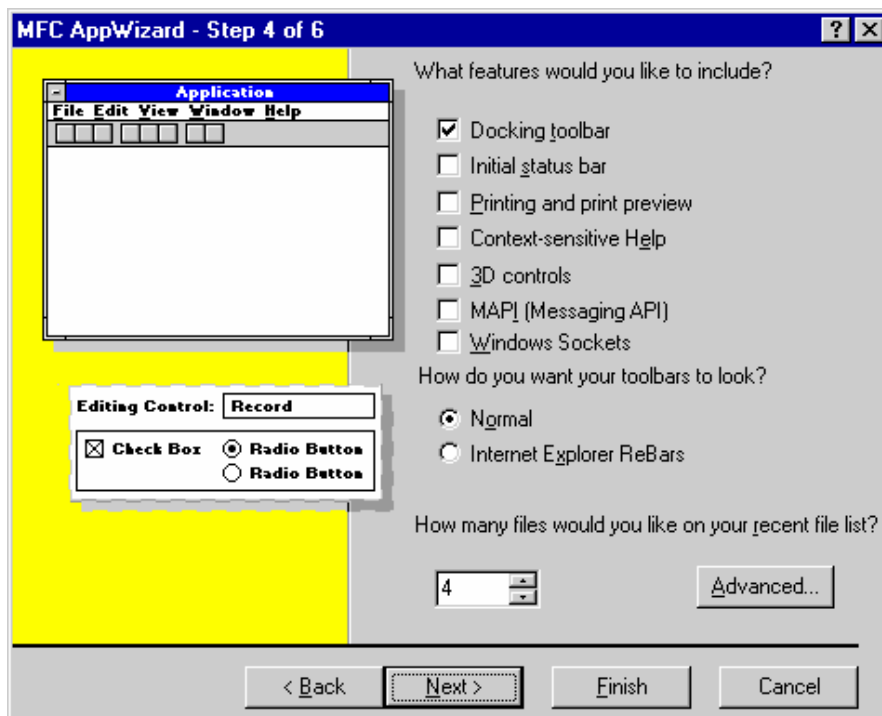 MFC AppWizard - Step 4 of 6
What features would you like to include?
Application
File Edit View Window Help
Docking toolbar
Initial status bar
Printing and print preview
Context-sensitive Help
3D controls
MAPI (Messaging API)
Windows Sockets
How do you want your toolbars to look?
Editing Control: Record
Check Box Radio Button
Radio Button
Normal
Internet Explorer ReBars
How many files would you like on your recent file list?
4 Advanced...
< Back Next > Finish Cancel